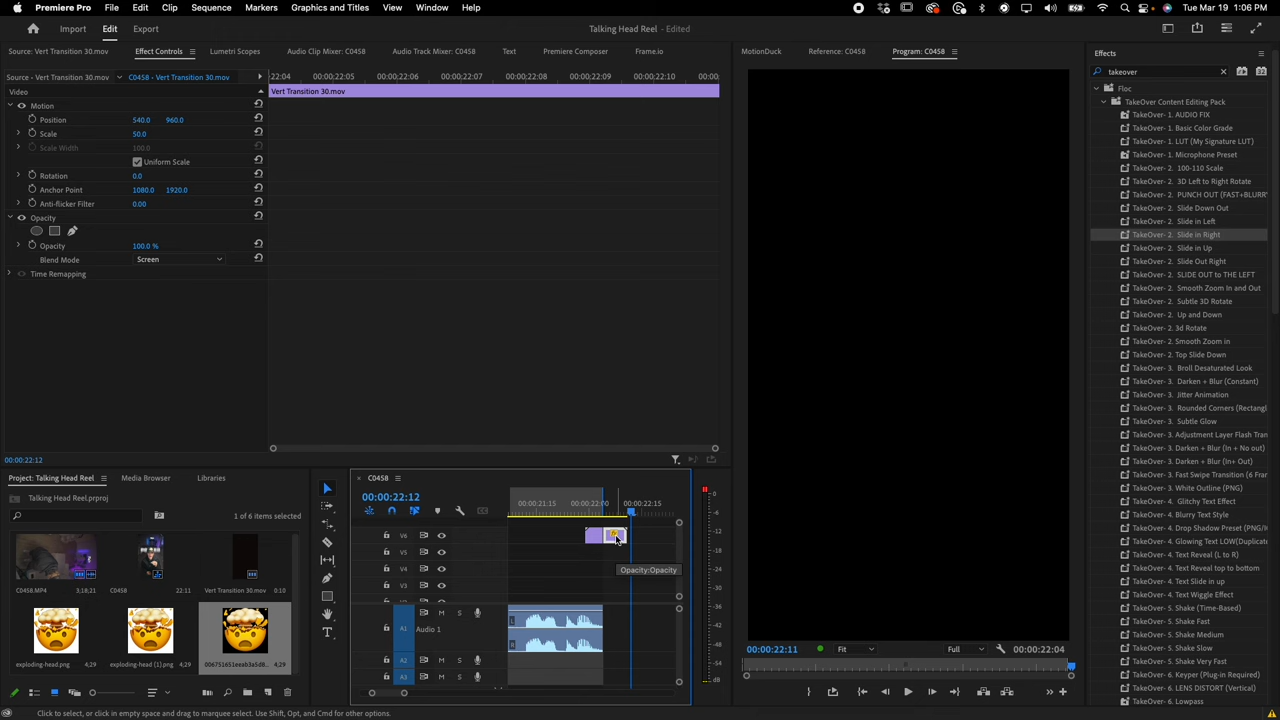 Premiere Pro File Edit Clip Sequence Markers Graphics and Titles View Window Help Tue Mar 19 1:06 PM
Import Edit Export Talking Head Reel - Edited
Source: Vert Transition 30.mov Effect Controls Lumetri Scopes Audio Clip Mixer: C0458 Audio Track Mixer: C0458 Text Premiere Composer Frame.io MotionDuck Reference: C0458 Program: C0458 Effects
takeover
Source - Vert Transition 30.mov C0458 - Vert Transition 30.mov :22:04 00:00:22:05 00:00:22:06 00:00:22:07 00:00:22:08 00:00:22:09 00:00:22:10 00:00
Video Vert Transition 30.mov
Motion
Position 540.0 960.0
Scale 50.0
Scale Width 100.0
Uniform Scale
Rotation 0.0
Anchor Point 1080.0 1920.0
Anti-flicker Filter 0.00
Opacity
Opacity 100.0 %
Blend Mode Screen
Time Remapping
00:00:22:12
Floc
TakeOver Content Editing Pack
TakeOver- 1. AUDIO FIX
TakeOver- 1. Basic Color Grade
TakeOver- 1. LUT (My Signature LUT)
TakeOver- 1. Microphone Preset
TakeOver- 2. 100-110 Scale
TakeOver- 2. 3D Left to Right Rotate
TakeOver- 2. PUNCH OUT (FAST+BLURR
TakeOver- 2. Slide Down Out
TakeOver- 2. Slide in Left
TakeOver- 2. Slide in Right
TakeOver- 2. Slide in Up
TakeOver- 2. Slide Out Right
TakeOver- 2. SLIDE OUT to THE LEFT
TakeOver- 2. Smooth Zoom In and Out
TakeOver- 2. Subtle 3D Rotate
TakeOver- 2. Up and Down
TakeOver- 2. 3d Rotate
TakeOver- 2. Smooth Zoom in
TakeOver- 2. Top Slide Down
TakeOver- 3. Broll Desaturated Look
TakeOver- 3. Darken + Blur (Constant)
TakeOver- 3. Jitter Animation
TakeOver- 3. Rounded Corners (Rectangl
TakeOver- 3. Subtle Glow
TakeOver- 3. Adjustment Layer Flash Tran
TakeOver- 3. Darken + Blur (In + No out)
TakeOver- 3. Darken + Blur (In+ Out)
TakeOver- 3. Fast Swipe Transition (6 Frar
TakeOver- 3. White Outline (PNG)
TakeOver- 4. Glitchy Text Effect
TakeOver- 4. Blurry Text Style
TakeOver- 4. Drop Shadow Preset (PNG/
TakeOver- 4. Glowing Text LOW(Duplicate
TakeOver- 4. Text Reveal (L to R)
TakeOver- 4. Text Reveal top to bottom
TakeOver- 4. Text Slide in up
TakeOver- 4. Text Wiggle Effect
TakeOver- 5. Shake (Time-Based)
TakeOver- 5. Shake Fast
TakeOver- 5. Shake Medium
TakeOver- 5. Shake Slow
TakeOver- 5. Shake Very Fast
TakeOver- 6. Keyper (Plug-in Required)
TakeOver- 6. LENS DISTORT (Vertical)
TakeOver- 6. Lowpass
Project: Talking Head Reel Media Browser Libraries
Talking Head Reel.prproj
1 of 6 items selected
C0458.MP4 3,18,21 C0458 22:11 Vert Transition 30.mov 0:10
exploding-head.png 4;29 exploding-head (1).png 4;29 006751651eeab3a5d8... 4;29
C0458
00:00:22:12
00:00:21:15 00:00:22:00 00:00:22:15
V6
V5
V4
V3
Opacity:Opacity
A1 M S
Audio 1
L
R
A2 M S
A3 M S
0
-6
-12
-18
-24
-30
-36
-42
-48
-54
dB
00:00:22:11 Fit Full 00:00:22:04
Click to select, or click in empty space and drag to marquee select. Use Shift, Opt, and Cmd for other options.